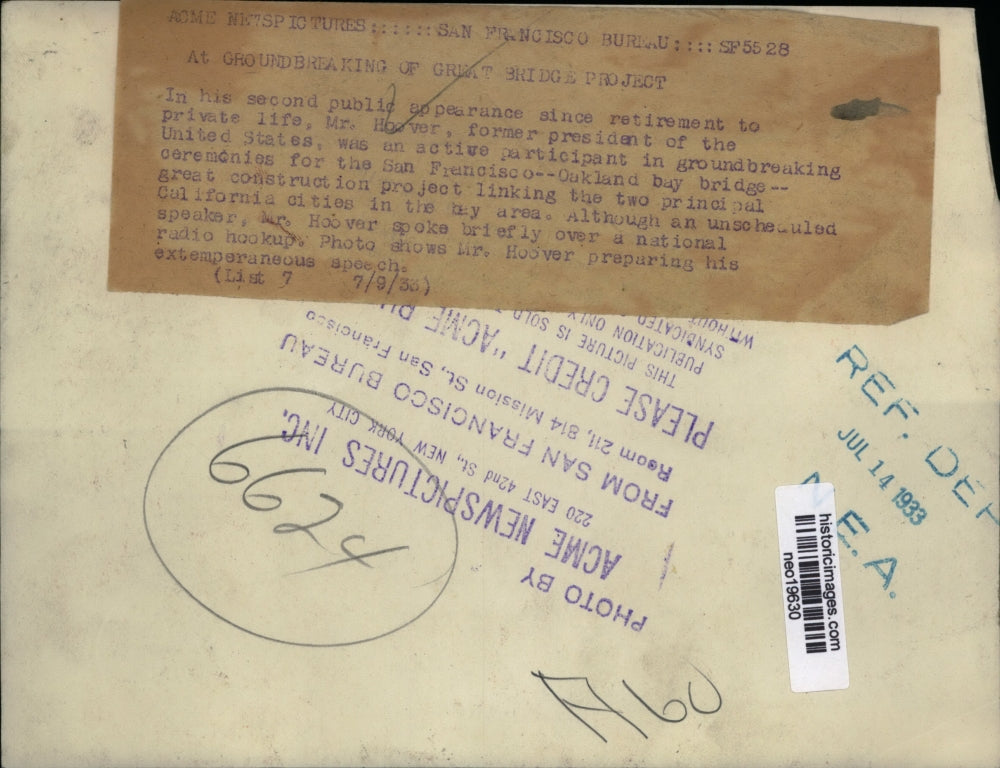 ACME NEWSPICTURES::::::SAN FRANCISCO BUREAU::::SF5528
At GROUNDBREAKING OF GREAT BRIDGE PROJECT
In his second public appearance since retirement to
private life, Mr. Hoover, former president of the
United States, was an active participant in groundbreaking
ceremonies for the San Francisco--Oakland bay bridge--
great construction project linking the two principal
California cities in the bay area. Although an unscheduled
speaker, Mr. Hoover spoke briefly over a national
radio hookup. Photo shows Mr. Hoover preparing his
extemperaneous speech.
(List 7 7/9/33)
PHOTO BY
ACME NEWSPICTURES INC.
220 EAST 42nd St., NEW YORK CITY
FROM SAN FRANCISCO BUREAU
Room 211, 814 Mission St., San Francisco
PLEASE CREDIT "ACME
THIS PICTURE IS SOLD
PUBLICATION ONLY
SYNDICATED
WITHOUT
REF. DEPT
JUL 14 1933
N. E. A.
historicimages.com
neo19630
A160